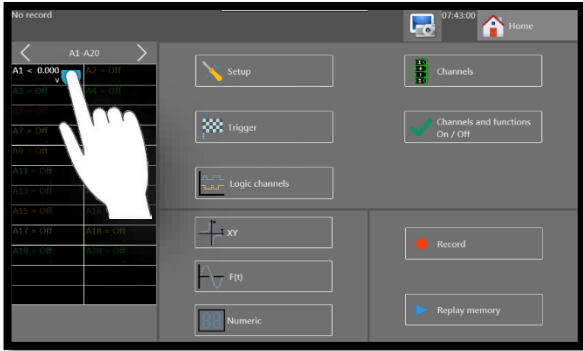 No record
07:43:00
Home
A1-A20
A1 < 0.000
V
A2 = Off
A3 = Off
A4 = Off
A5 = Off
A7 = Off
A9 = Off
A11 = Off
A13 = Off
A15 = Off
A17 = Off
A18 = Off
A19 = Off
A20 = Off
Setup
Channels
Trigger
Channels and functions
On / Off
Logic channels
XY
Record
F(t)
Replay memory
Numeric